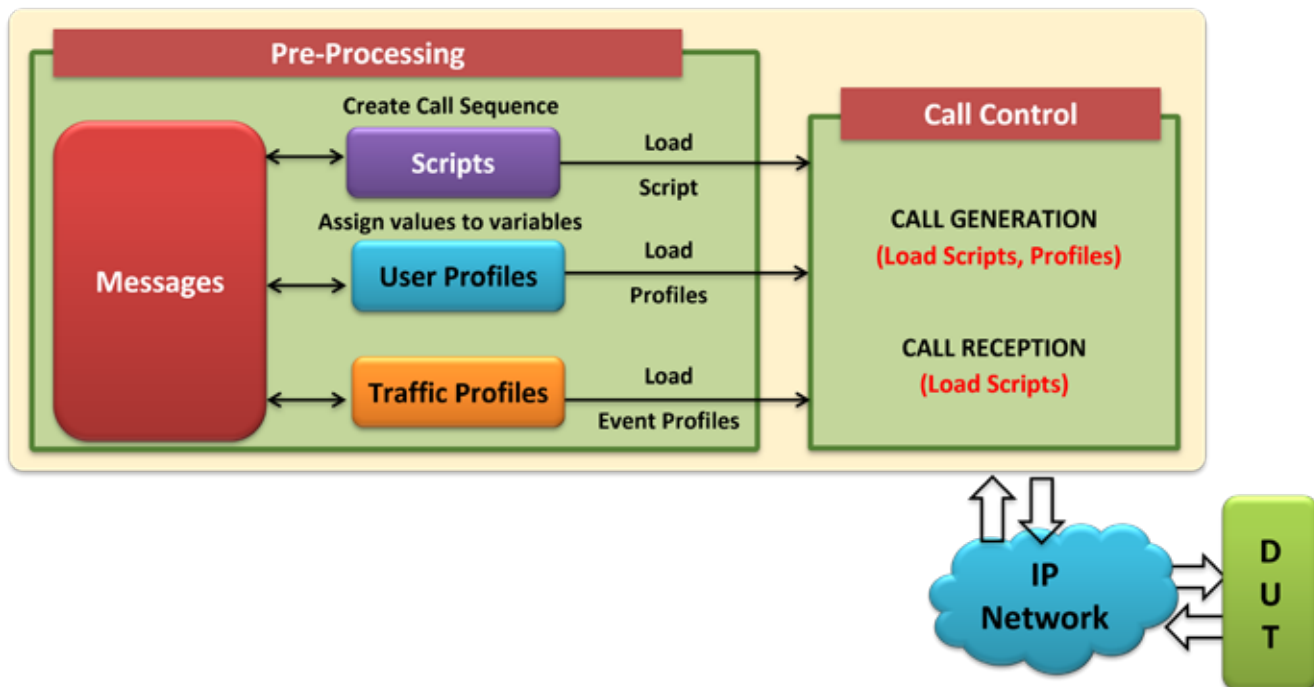 Pre-Processing
Create Call Sequence
Messages
Scripts
Load
Script
Assign values to variables
User Profiles
Load
Profiles
Traffic Profiles
Load
Event Profiles
Call Control
CALL GENERATION
(Load Scripts, Profiles)
CALL RECEPTION
(Load Scripts)
IP
Network
D
U
T